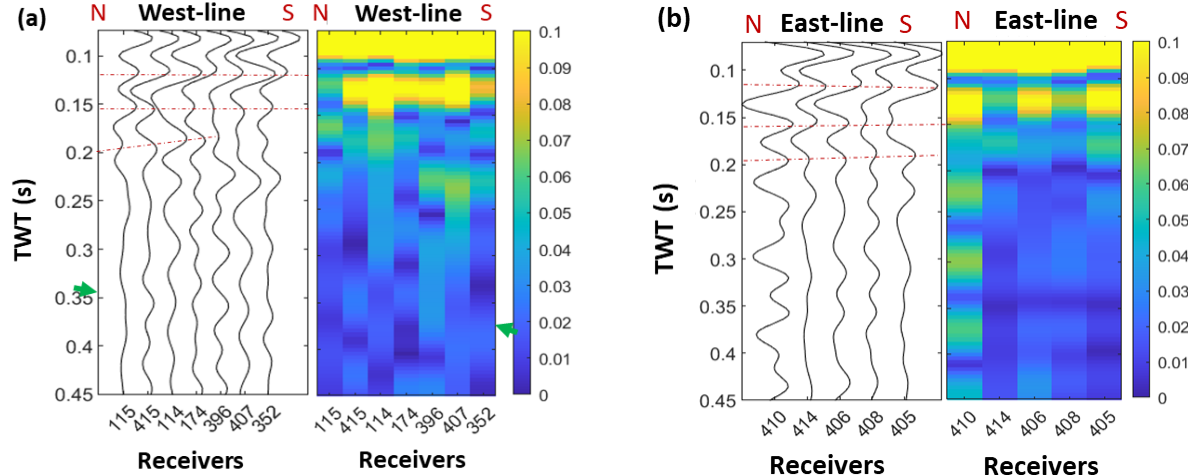 (a)
N West-line S
N West-line S
TWT (s)
0.1
0.15
0.2
0.25
0.3
0.35
0.4
0.45
115 415 114 174 396 407 352
Receivers
115 415 114 174 396 407 352
Receivers
0.1
0.09
0.08
0.07
0.06
0.05
0.04
0.03
0.02
0.01
0
(b)
N East-line S
N East-line S
TWT (s)
0.1
0.15
0.2
0.25
0.3
0.35
0.4
0.45
410 414 406 408 405
Receivers
410 414 406 408 405
Receivers
0.1
0.09
0.08
0.07
0.06
0.05
0.04
0.03
0.02
0.01
0